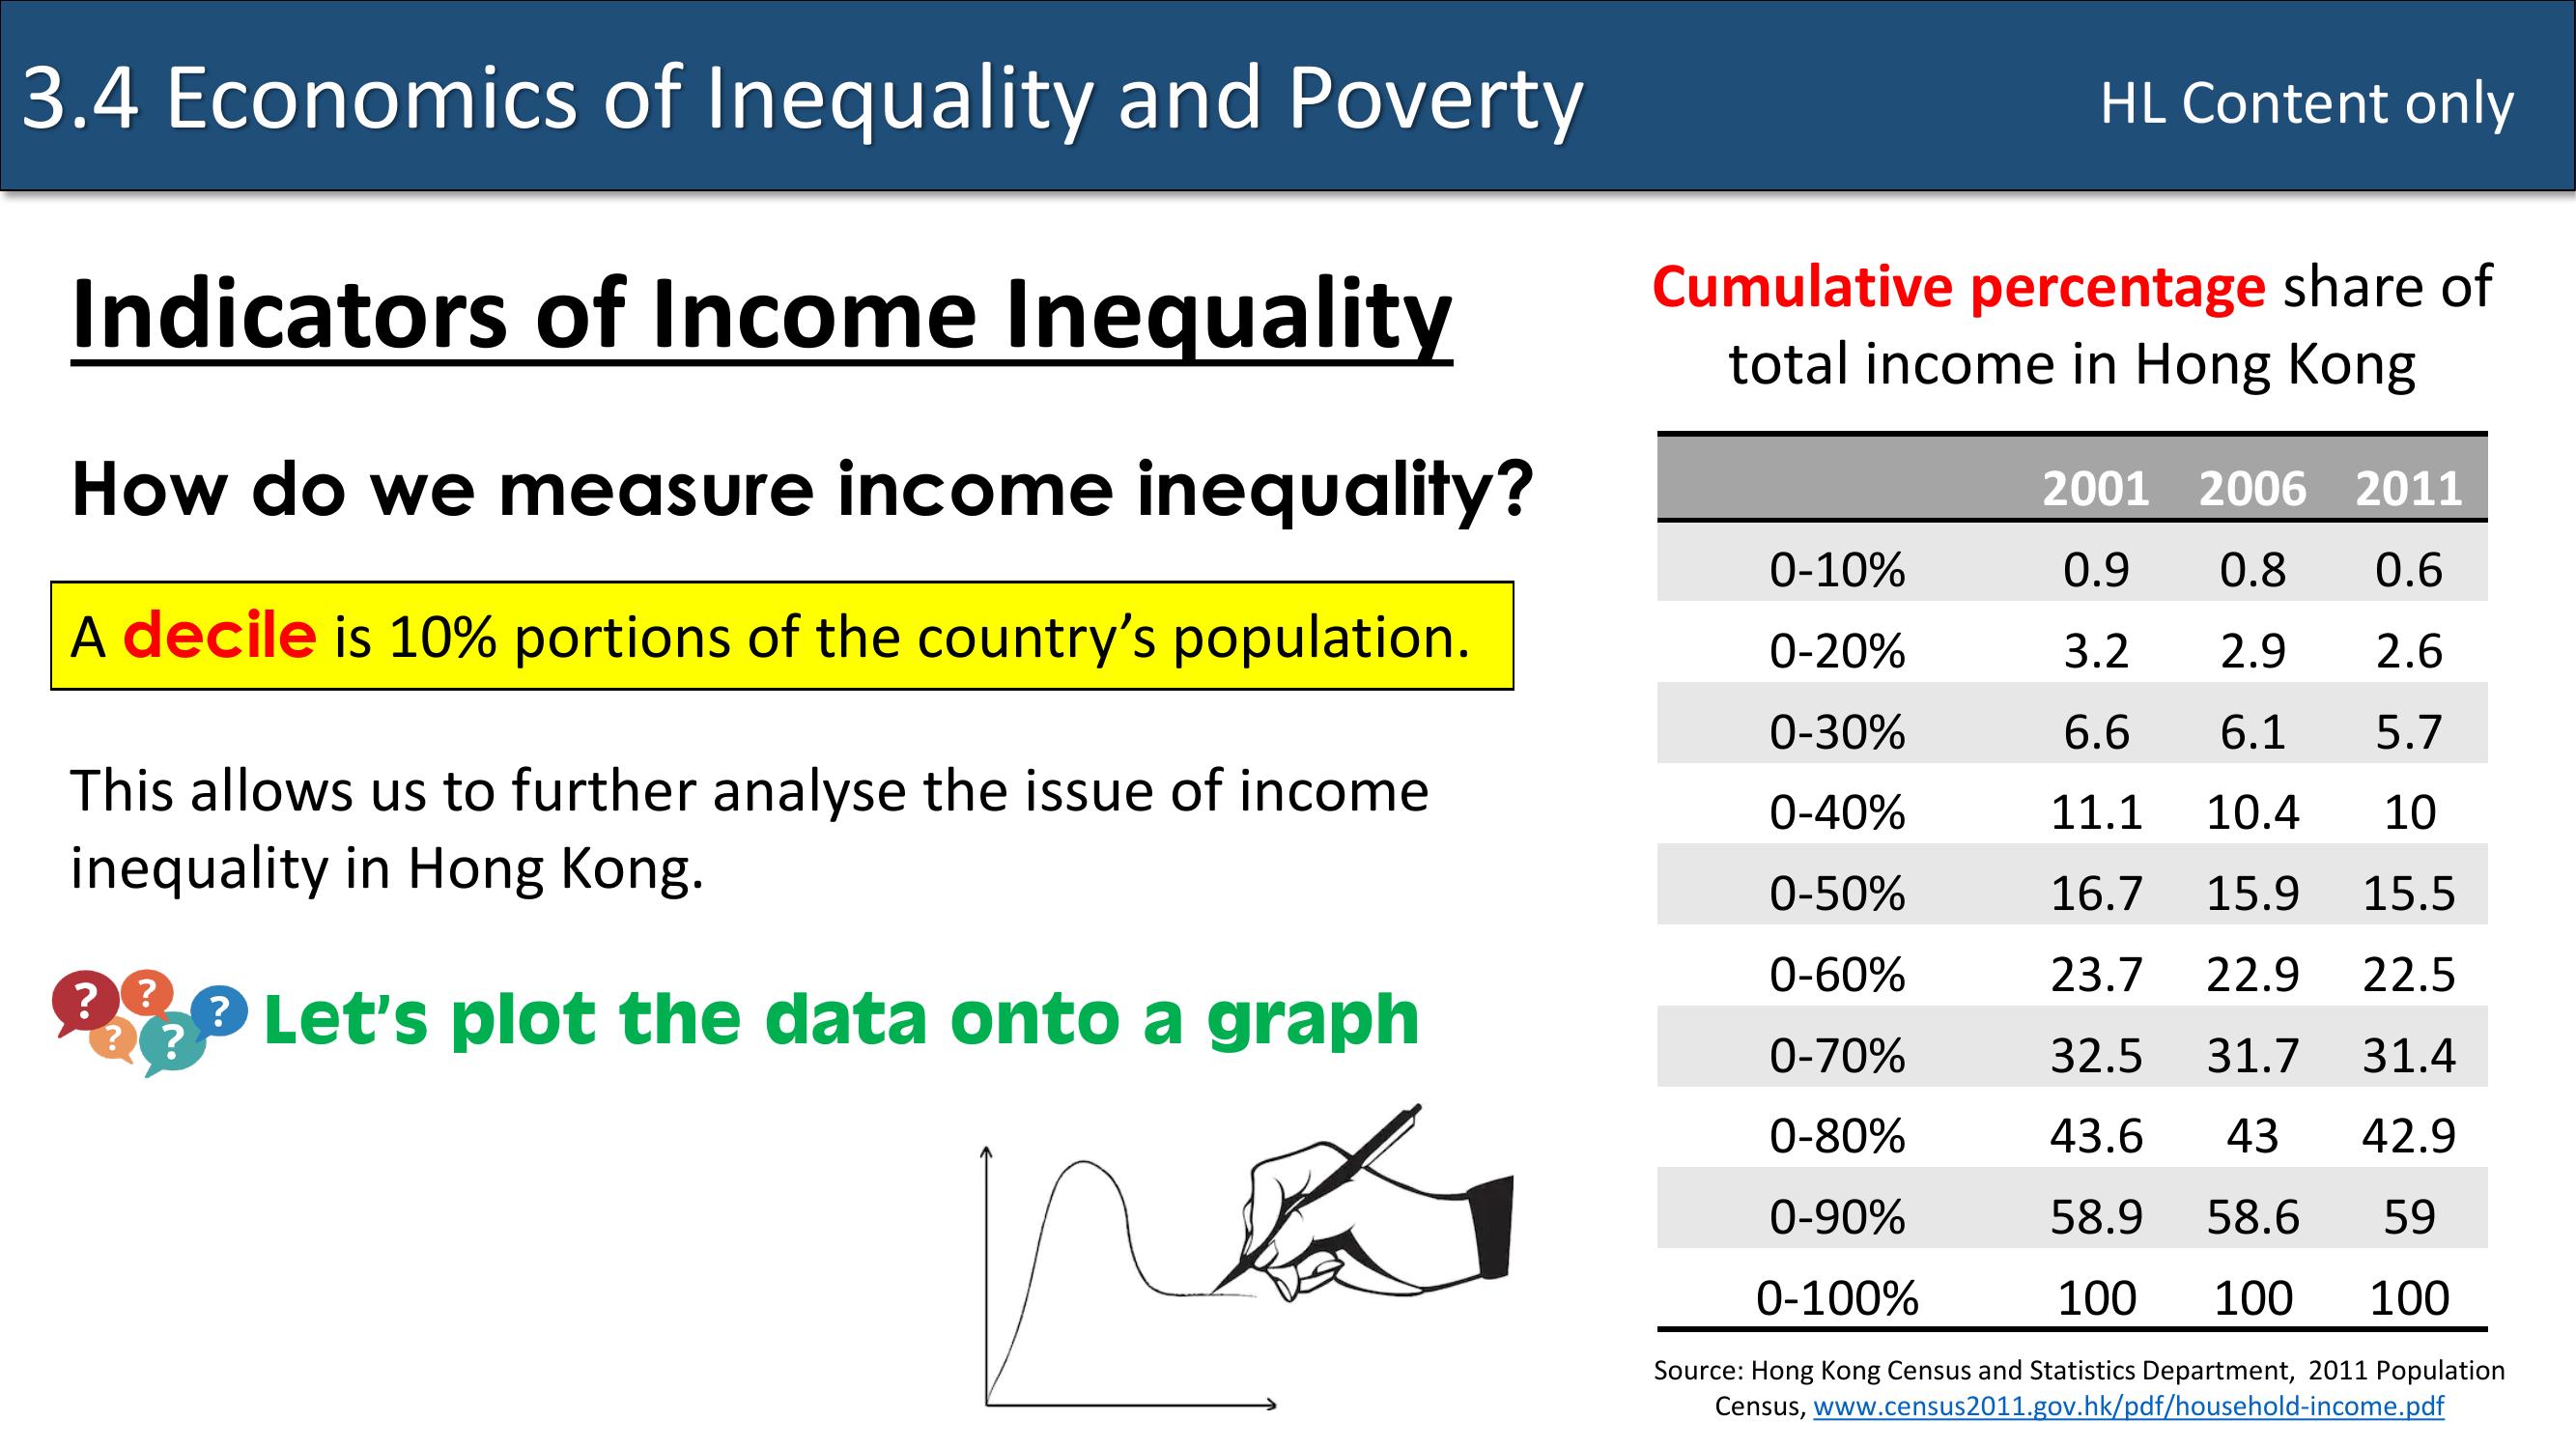 3.4 Economics of Inequality and Poverty
HL Content only
Indicators of Income Inequality
How do we measure income inequality?
A decile is 10% portions of the country’s population.
This allows us to further analyse the issue of income
inequality in Hong Kong.
? ? ? ? ?
Let’s plot the data onto a graph
Cumulative percentage share of
total income in Hong Kong
2001 2006 2011
0-10% 0.9 0.8 0.6
0-20% 3.2 2.9 2.6
0-30% 6.6 6.1 5.7
0-40% 11.1 10.4 10
0-50% 16.7 15.9 15.5
0-60% 23.7 22.9 22.5
0-70% 32.5 31.7 31.4
0-80% 43.6 43 42.9
0-90% 58.9 58.6 59
0-100% 100 100 100
Source: Hong Kong Census and Statistics Department, 2011 Population
Census, www.census2011.gov.hk/pdf/household-income.pdf